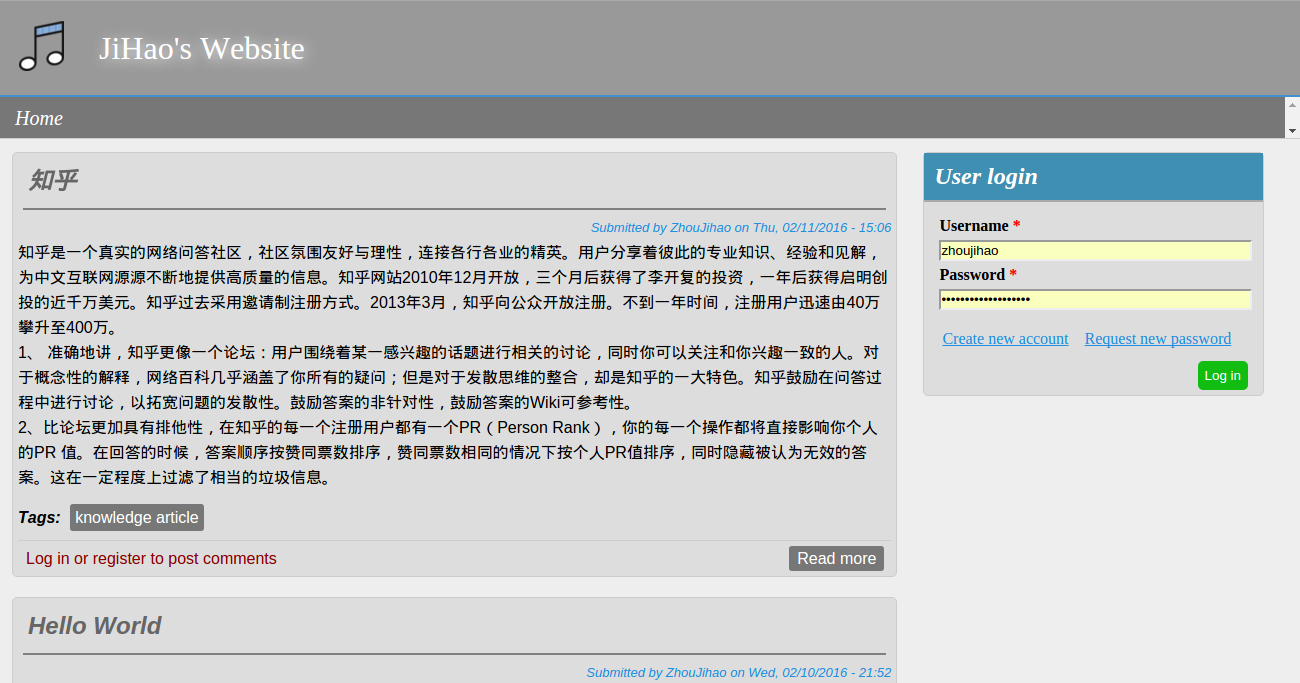 JiHao's Website
Home
知乎
Submitted by ZhouJihao on Thu, 02/11/2016 - 15:06
知乎是一个真实的网络问答社区，社区氛围友好与理性，连接各行各业的精英。用户分享着彼此的专业知识、经验和见解，
为中文互联网源源不断地提供高质量的信息。知乎网站2010年12月开放，三个月后获得了李开复的投资，一年后获得启明创
投的近千万美元。知乎过去采用邀请制注册方式。2013年3月，知乎向公众开放注册。不到一年时间，注册用户迅速由40万
攀升至400万。
1、 准确地讲，知乎更像一个论坛：用户围绕着某一感兴趣的话题进行相关的讨论，同时你可以关注和你兴趣一致的人。对
于概念性的解释，网络百科几乎涵盖了你所有的疑问；但是对于发散思维的整合，却是知乎的一大特色。知乎鼓励在问答过
程中进行讨论，以拓宽问题的发散性。鼓励答案的非针对性，鼓励答案的Wiki可参考性。
2、比论坛更加具有排他性，在知乎的每一个注册用户都有一个PR（Person Rank），你的每一个操作都将直接影响你个人
的PR 值。在回答的时候，答案顺序按赞同票数排序，赞同票数相同的情况下按个人PR值排序，同时隐藏被认为无效的答
案。这在一定程度上过滤了相当的垃圾信息。
Tags: knowledge article
Log in or register to post comments
Read more
Hello World
Submitted by ZhouJihao on Wed, 02/10/2016 - 21:52
User login
Username *
zhoujihao
Password *
•••••••••••••••••••
Create new account Request new password
Log in